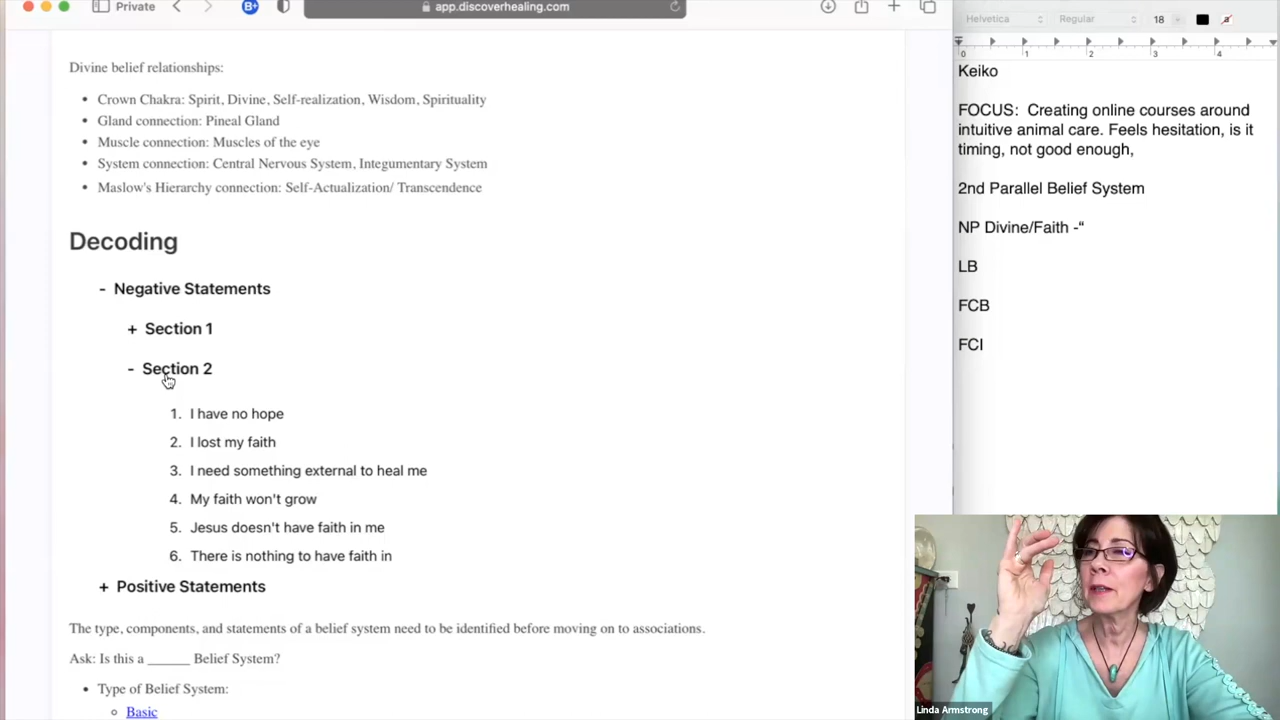 Private
B+
app.discoverhealing.com
Helvetica
Regular
18
a
0 1 2 3 4
Divine belief relationships:
• Crown Chakra: Spirit, Divine, Self-realization, Wisdom, Spirituality
• Gland connection: Pineal Gland
• Muscle connection: Muscles of the eye
• System connection: Central Nervous System, Integumentary System
• Maslow's Hierarchy connection: Self-Actualization/ Transcendence
Decoding
- Negative Statements
+ Section 1
- Section 2
1. I have no hope
2. I lost my faith
3. I need something external to heal me
4. My faith won't grow
5. Jesus doesn't have faith in me
6. There is nothing to have faith in
+ Positive Statements
The type, components, and statements of a belief system need to be identified before moving on to associations.
Ask: Is this a ______ Belief System?
• Type of Belief System:
Basic
Keiko
FOCUS:  Creating online courses around
intuitive animal care. Feels hesitation, is it
timing, not good enough,
2nd Parallel Belief System
NP Divine/Faith -“
LB
FCB
FCI
Linda Armstrong